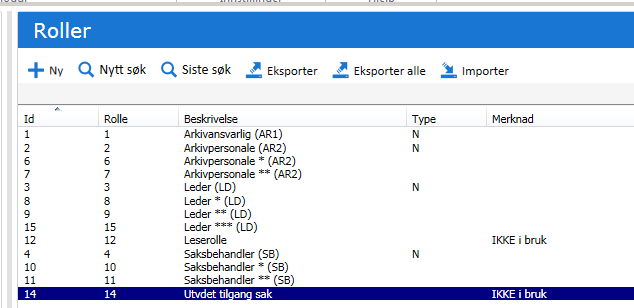 Roller
Ny Nytt søk Siste søk Eksporter Eksporter alle Importer
Id Rolle Beskrivelse Type Merknad
1 1 Arkivansvarlig (AR1) N
2 2 Arkivpersonale (AR2) N
6 6 Arkivpersonale * (AR2)
7 7 Arkivpersonale ** (AR2)
3 3 Leder (LD) N
8 8 Leder * (LD)
9 9 Leder ** (LD)
15 15 Leder *** (LD)
12 12 Leserolle IKKE i bruk
4 4 Saksbehandler (SB) N
10 10 Saksbehandler * (SB)
11 11 Saksbehandler ** (SB)
14 14 Utvdet tilgang sak IKKE i bruk